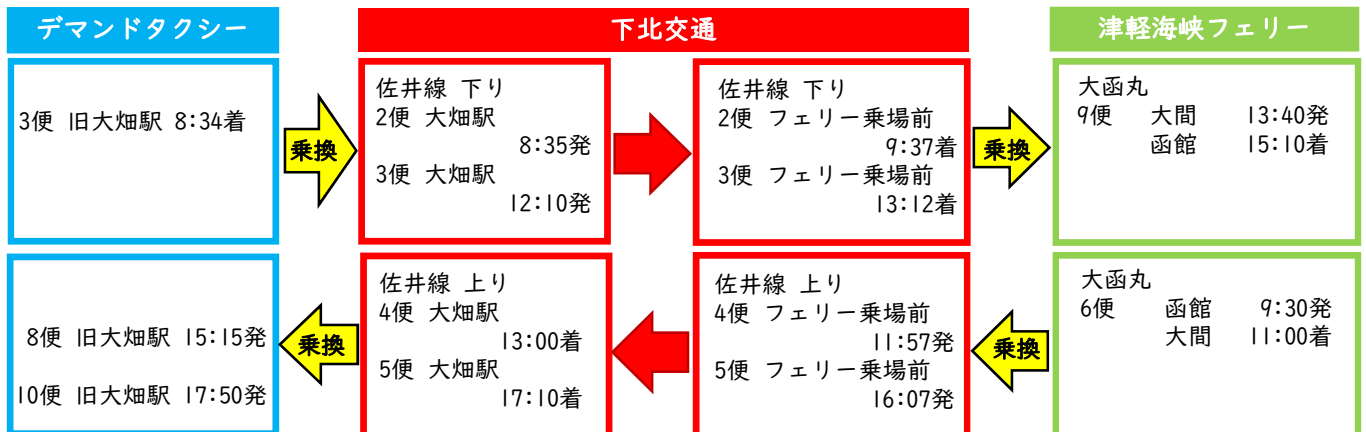 デマンドタクシー
下北交通
津軽海峡フェリー
3便 旧大畑駅 8:34着
乗換
佐井線 下り
2便 大畑駅
8:35発
3便 大畑駅
12:10発
佐井線 下り
2便 フェリー乗場前
9:37着
3便 フェリー乗場前
13:12着
乗換
大函丸
9便 大間 13:40発
函館 15:10着
8便 旧大畑駅 15:15発
10便 旧大畑駅 17:50発
乗換
佐井線 上り
4便 大畑駅
13:00着
5便 大畑駅
17:10着
佐井線 上り
4便 フェリー乗場前
11:57発
5便 フェリー乗場前
16:07発
乗換
大函丸
6便 函館 9:30発
大間 11:00着